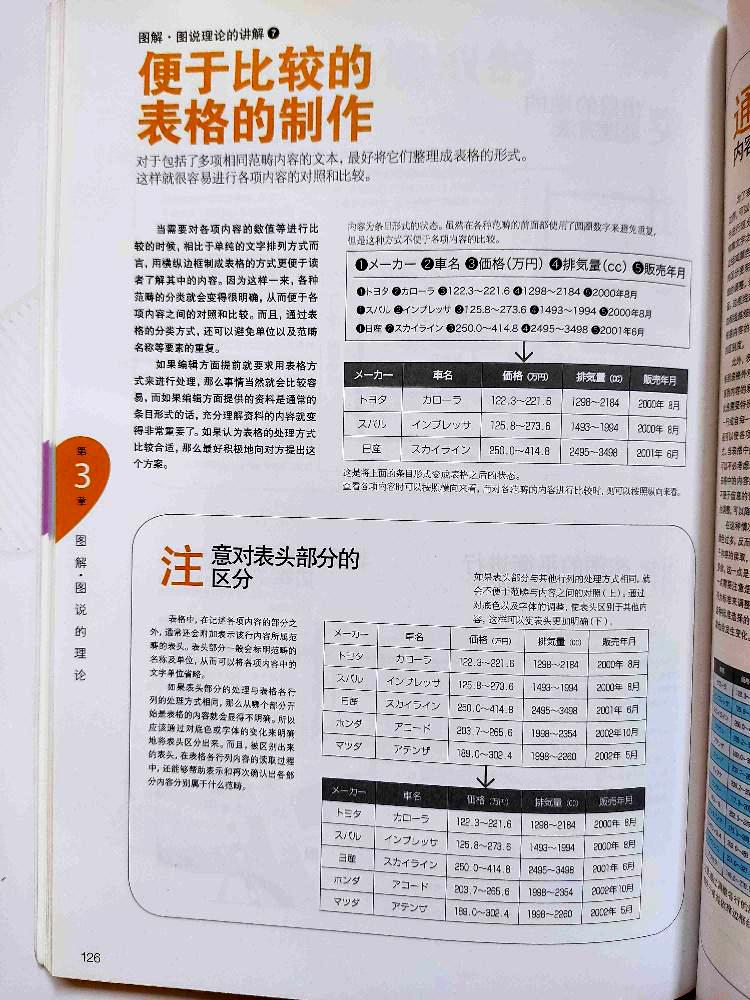 图解·图说理论的讲解❼
便于比较的
表格的制作
对于包括了多项相同范畴内容的文本，最好将它们整理成表格的形式。
这样就很容易进行各项内容的对照和比较。
当需要对各项内容的数值等进行比
较的时候，相比于单纯的文字排列方式而
言，用横纵边框制成表格的方式更便于读
者了解其中的内容。因为这样一来，各种
范畴的分类就会变得很明确，从而便于各
项内容之间的对照和比较。而且，通过表
格的分类方式，还可以避免单位以及范畴
名称等要素的重复。
如果编辑方面提前就要求用表格方
式来进行处理，那么事情当然就会比较容
易，而如果编辑方面提供的资料是通常的
条目形式的话，充分理解资料的内容就变
得非常重要了。如果认为表格的处理方式
比较合适，那么最好积极地向对方提出这
个方案。
内容为条目形式的状态。虽然在各种范畴的前面都使用了圆圈数字来避免重复，
但是这种方式不便于各项内容的比较。
❶メーカー ❷車名 ❸価格(万円) ❹排気量(cc) ❺販売年月
❶トヨタ❷カローラ ❸122.3〜221.6 ❹1298〜2184 ❺2000年8月
❶スバル ❷インプレッサ ❸125.8〜273.6 ❹1493〜1994 ❺2000年8月
❶日産 ❷スカイライン ❸250.0〜414.8 ❹2495〜3498 ❺2001年6月
メーカー 車名 価格 (万円) 排気量 (cc) 販売年月
トヨタ カローラ 122.3〜221.6 1298〜2184 2000年 8月
スバル インプレッサ 125.8〜273.6 1493〜1994 2000年 8月
日産 スカイライン 250.0〜414.8 2495〜3498 2001年 6月
这是将上面的条目形式变成表格之后的状态。
查看各项内容时可以按照横向来看，而对各范畴的内容进行比较时，则可以按照纵向来看。
第
3
章
图解·图说的理论
注意对表头部分的
区分
如果表头部分与其他行列的处理方式相同，就
会不便于范畴与内容之间的对照（上）。通过
对底色以及字体的调整，使表头区别于其他内
容，这样可以使表头更加明确（下）。
表格中，在记述各项内容的部分之
外，通常还会附加表示该行内容所属范
畴的表头。表头部分一般会标明范畴的
名称及单位，从而可以将各项内容中的
文字单位省略。
如果表头部分的处理与表格各行
列的处理方式相同，那么从哪个部分开
始是表格的内容就会显得不明确。所以
应该通过对底色或字体的变化来明确
地将表头区分出来。而且，被区别出来
的表头，在表格各行列内容的读取过程
中，还能够帮助表示和再次确认出各部
分内容分别属于什么范畴。
メーカー 車名 価格 (万円) 排気量 (cc) 販売年月
トヨタ カローラ 122.3〜221.6 1298〜2184 2000年 8月
スバル インプレッサ 125.8〜273.6 1493〜1994 2000年 8月
日産 スカイライン 250.0〜414.8 2495〜3498 2001年 6月
ホンダ アコード 203.7〜265.6 1998〜2354 2002年10月
マツダ アテンザ 189.0〜302.4 1998〜2260 2002年 5月
メーカー 車名 価格 (万円) 排気量 (cc) 販売年月
トヨタ カローラ 122.3〜221.6 1298〜2184 2000年 8月
スバル インプレッサ 125.8〜273.6 1493〜1994 2000年 8月
日産 スカイライン 250.0〜414.8 2495〜3498 2001年 6月
ホンダ アコード 203.7〜265.6 1998〜2354 2002年10月
マツダ アテンザ 189.0〜302.4 1998〜2260 2002年 5月
126
通
内容